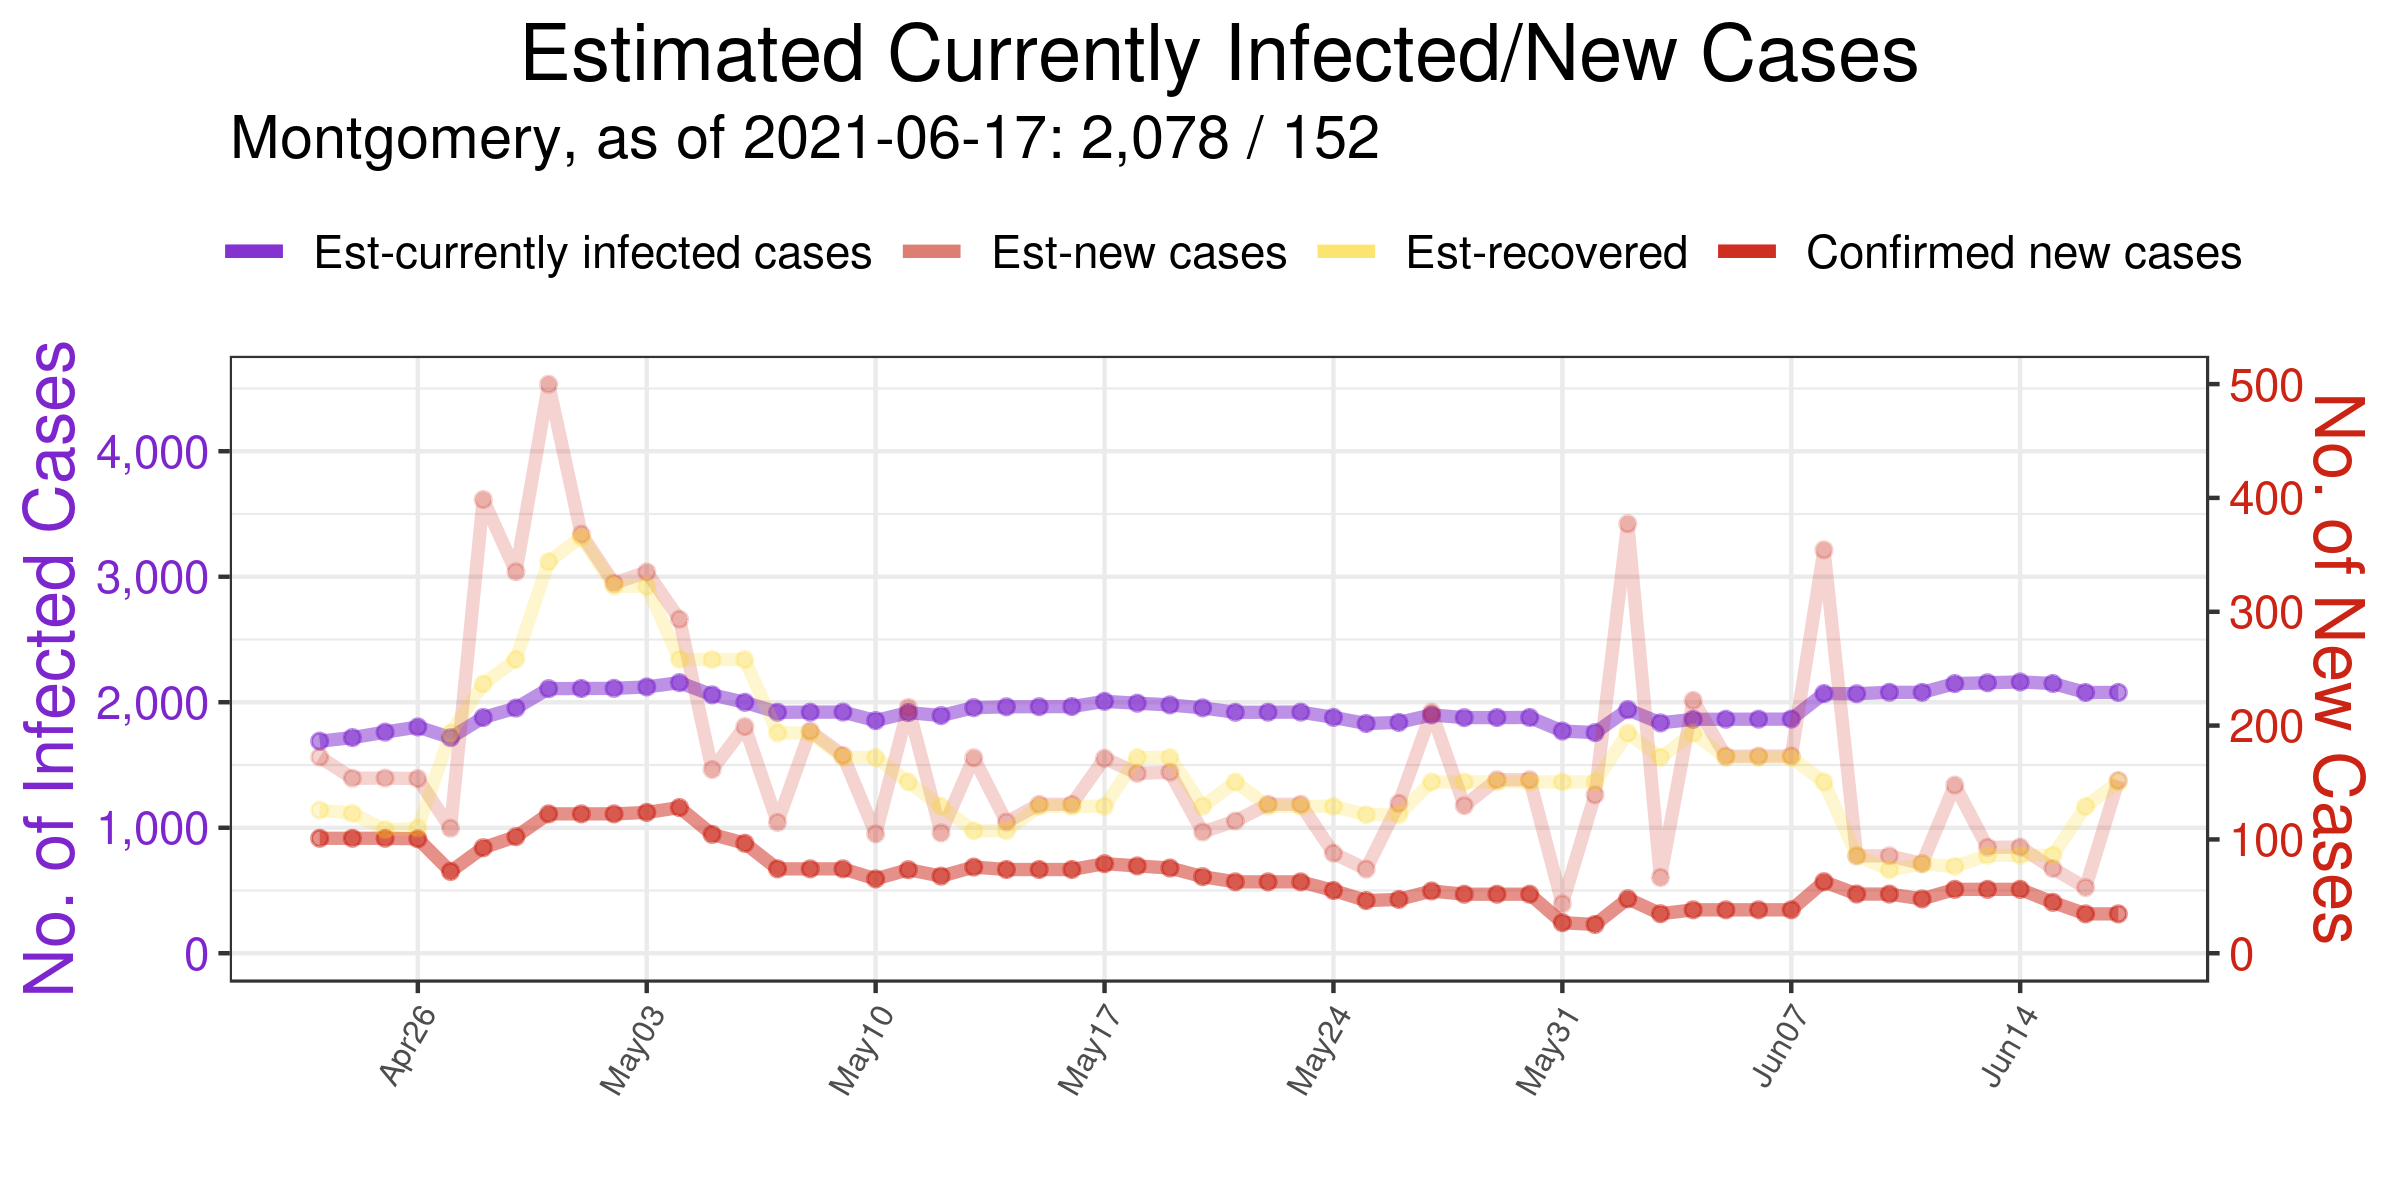 Estimated Currently Infected/New Cases
Montgomery, as of 2021-06-17: 2,078 / 152
Est-currently infected cases Est-new cases Est-recovered Confirmed new cases
No. of Infected Cases
4,000
3,000
2,000
1,000
0
500
400
300
200
100
0
No. of New Cases
Apr26 May03 May10 May17 May24 May31 Jun07 Jun14